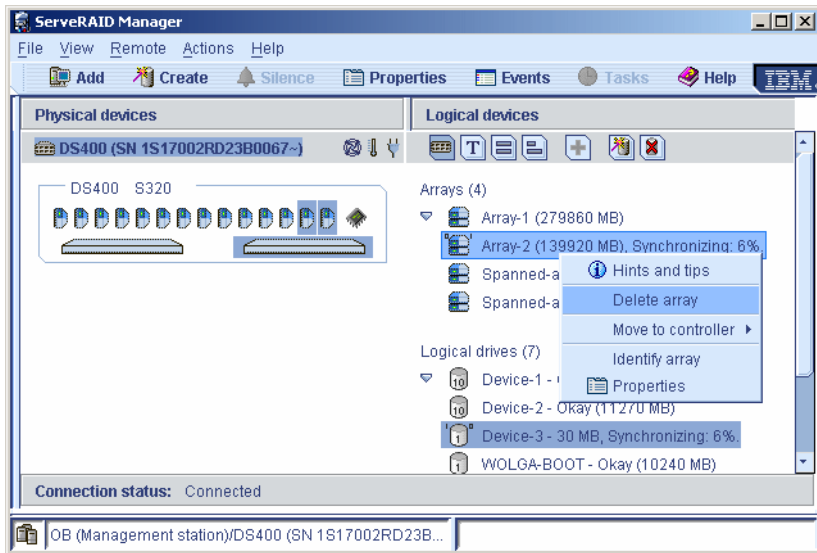 ServeRAID Manager
File View Remote Actions Help
Add Create Silence Properties Events Tasks Help IBM
Physical devices
Logical devices
DS400 (SN 1S17002RD23B0067~)
T
DS400 S320
Arrays (4)
Array-1 (279860 MB)
Array-2 (139920 MB), Synchronizing: 6%.
Spanned-a
Spanned-a
Hints and tips
Delete array
Move to controller
Identify array
Properties
Logical drives (7)
10 Device-1 -
10 Device-2 - Okay (11270 MB)
1 Device-3 - 30 MB, Synchronizing: 6%.
1 WOLGA-BOOT - Okay (10240 MB)
Connection status: Connected
OB (Management station)/DS400 (SN 1S17002RD23B...